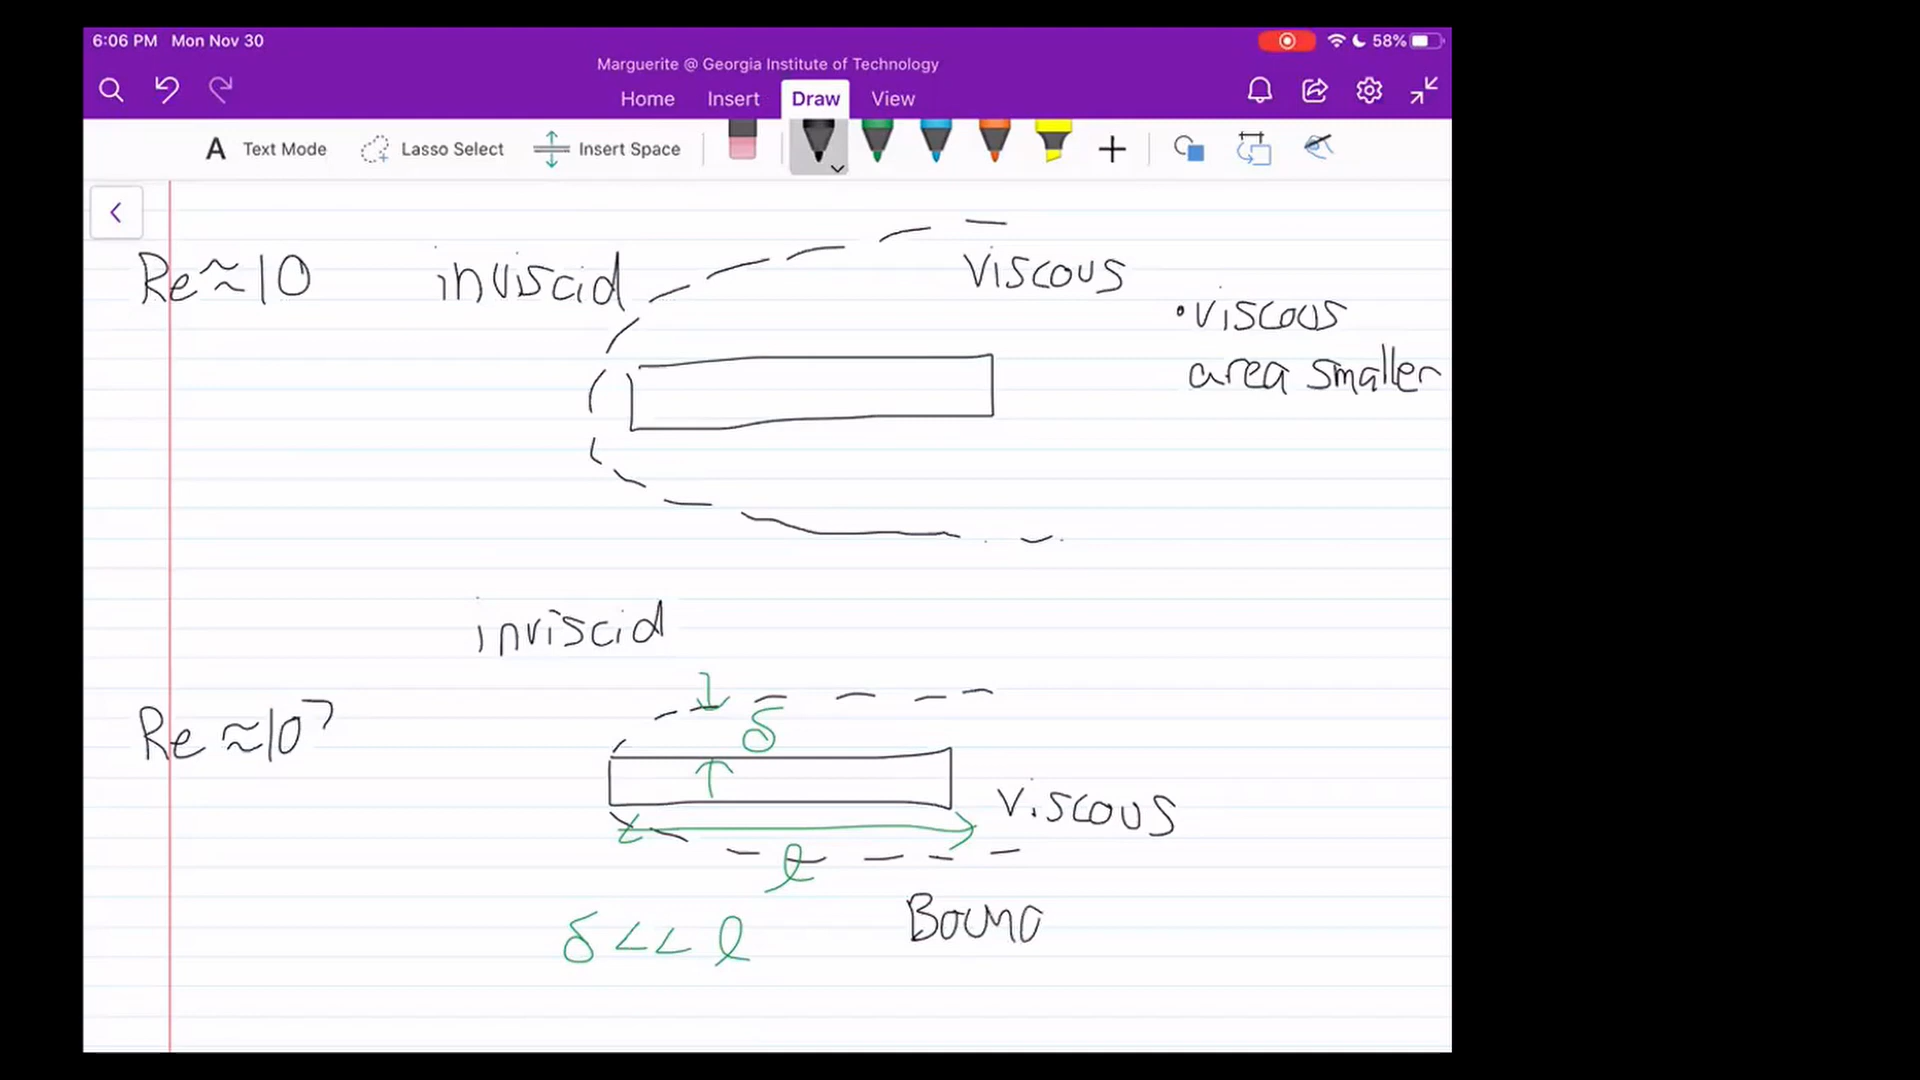 6:06 PM Mon Nov 30
58%
Marguerite @ Georgia Institute of Technology
Home Insert Draw View
A Text Mode Lasso Select Insert Space
Re≈10 inviscid viscous
• viscous
area smaller
inviscid
Re≈10⁷
δ
viscous
l
δ << l
Bound